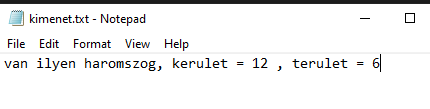 kimenet.txt - Notepad
File Edit Format View Help
van ilyen haromszog, kerulet = 12 , terulet = 6